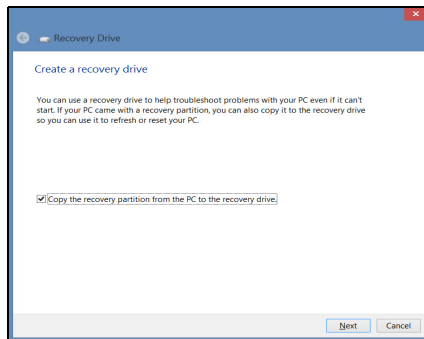 Recovery Drive
Create a recovery drive
You can use a recovery drive to help troubleshoot problems with your PC even if it can't
start. If your PC came with a recovery partition, you can also copy it to the recovery drive
so you can use it to refresh or reset your PC.
Copy the recovery partition from the PC to the recovery drive.
Next Cancel